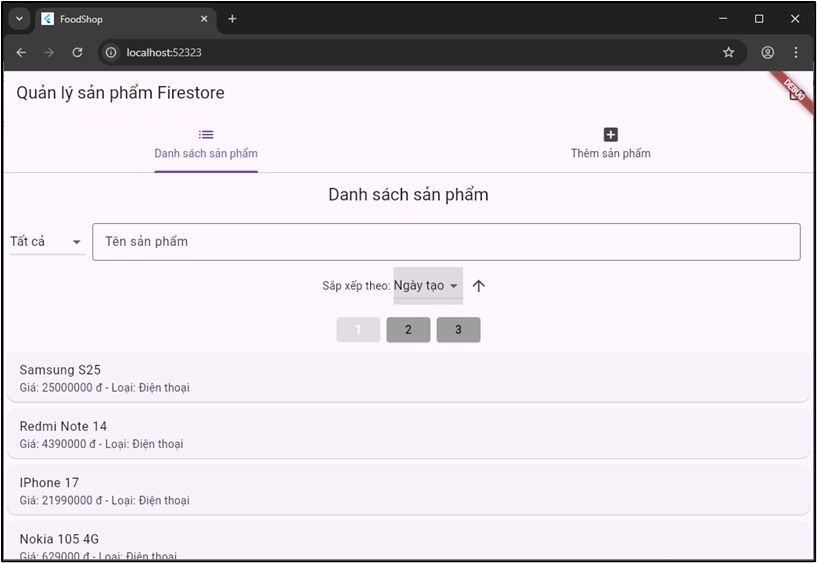 FoodShop
localhost:52323
Quản lý sản phẩm Firestore
DEBUG
Danh sách sản phẩm
Thêm sản phẩm
Danh sách sản phẩm
Tất cả
Tên sản phẩm
Sắp xếp theo: Ngày tạo
1 2 3
Samsung S25
Giá: 25000000 đ - Loại: Điện thoại
Redmi Note 14
Giá: 4390000 đ - Loại: Điện thoại
IPhone 17
Giá: 21990000 đ - Loại: Điện thoại
Nokia 105 4G
Giá: 629000 đ - Loại: Điện thoại